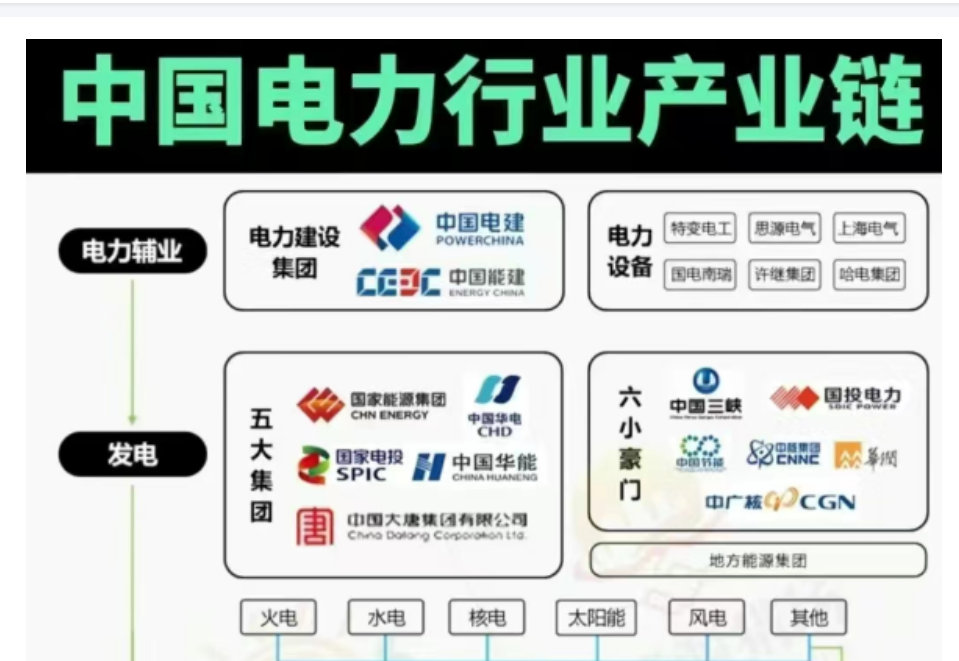 中国电力行业产业链
电力辅业
电力建设
集团
中国电建
POWERCHINA
CEEC 中国能建
ENERGY CHINA
电力
设备
特变电工 思源电气 上海电气
国电南瑞 许继集团 哈电集团
发电
五大集团
国家能源集团
CHN ENERGY
中国华电
CHD
国家电投
SPIC
中国华能
CHINA HUANENG
中国大唐集团有限公司
China Datang Corporation Ltd.
六小豪门
中国三峡
国投电力
SDIC POWER
中国节能
中核集团
CNNC
華潤
中广核 CGN
地方能源集团
火电 水电 核电 太阳能 风电 其他